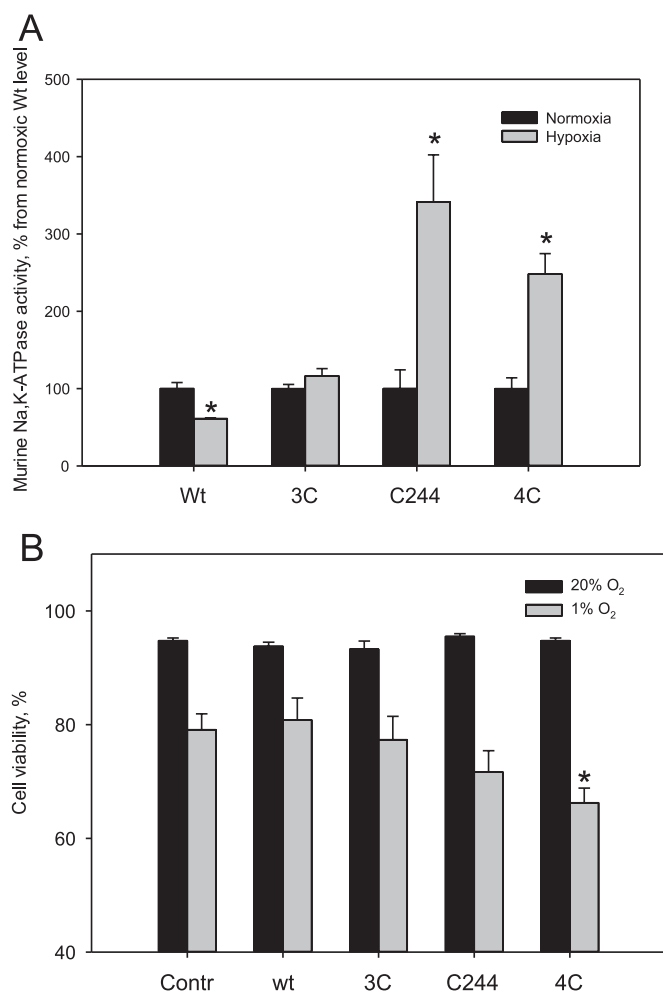 A
Murine Na,K-ATPase activity, % from normoxic Wt level
500
400
300
200
100
0
Normoxia
Hypoxia
*
*
*
Wt 3C C244 4C
B
Cell viability, %
100
80
60
40
20% O₂
1% O₂
*
Contr wt 3C C244 4C